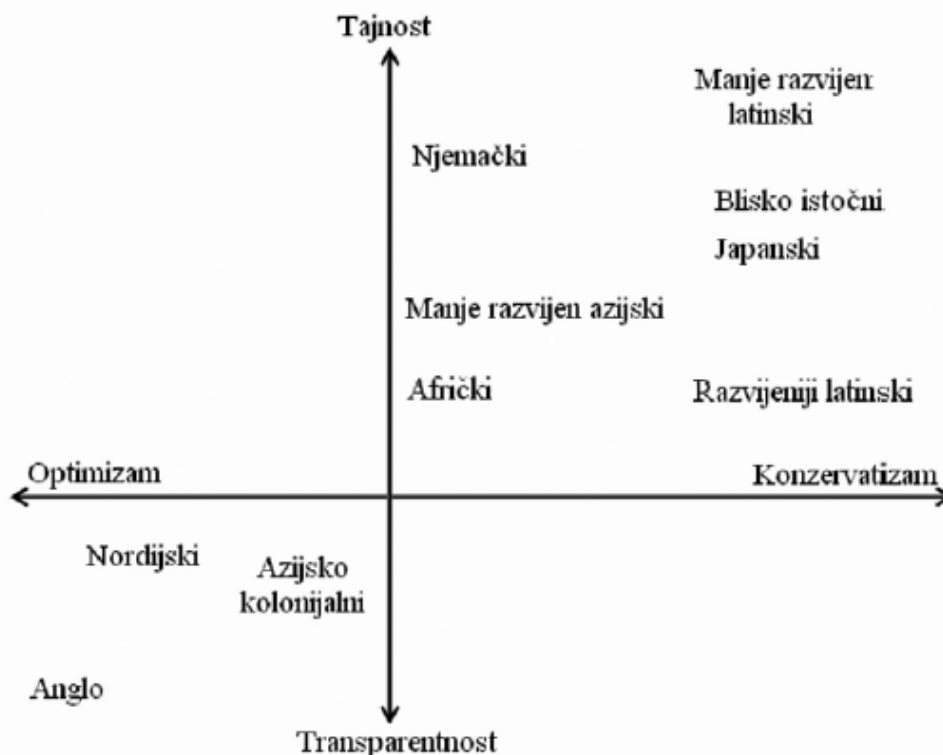 Tajnost
Manje razvijen
latinski
Njemački
Blisko istočni
Japanski
Manje razvijen azijski
Afrički
Razvijeniji latinski
Optimizam
Konzervatizam
Nordijski
Azijsko
kolonijalni
Anglo
Transparentnost